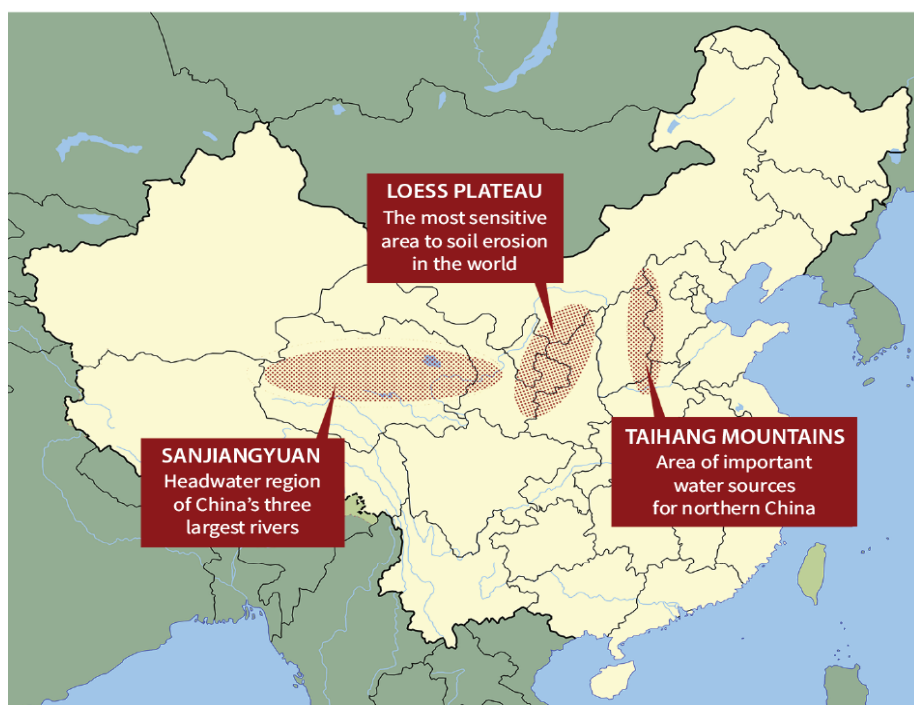 LOESS PLATEAU
The most sensitive
area to soil erosion
in the world
SANJIANGYUAN
Headwater region
of China's three
largest rivers
TAIHANG MOUNTAINS
Area of important
water sources
for northern China